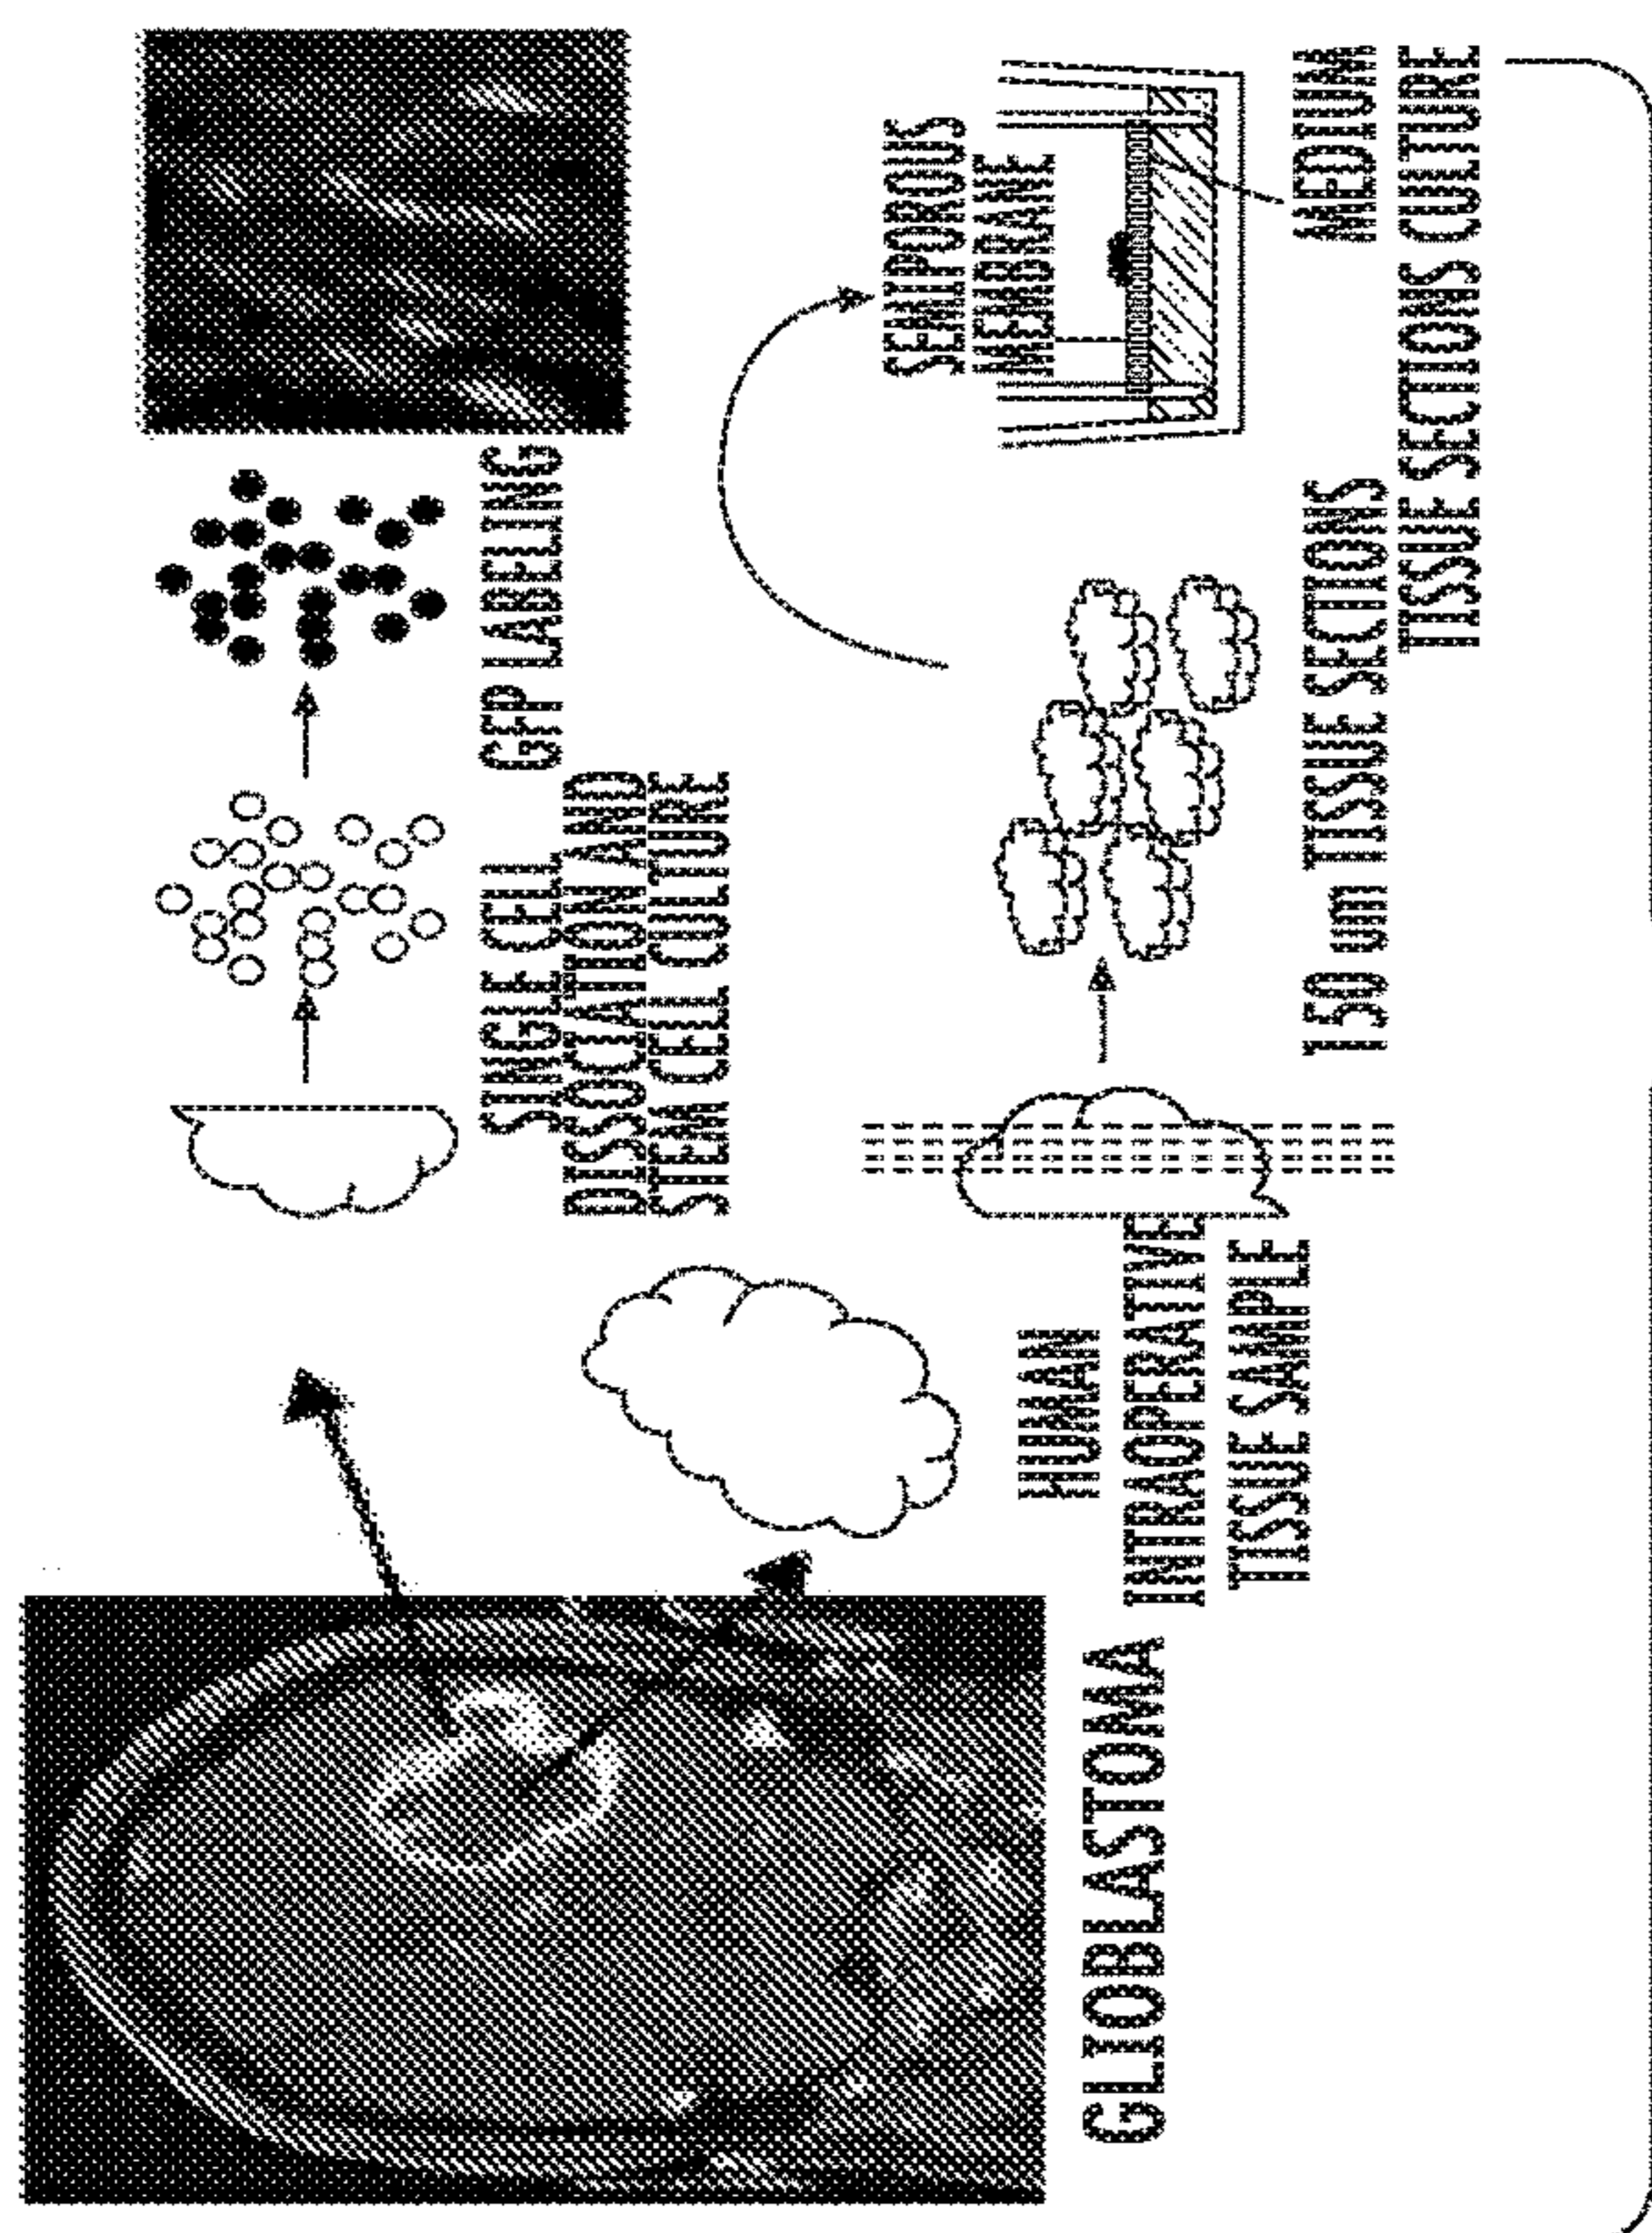 GLIOBLASTOMA
HUMAN
INTRAOPERATIVE
TISSUE SAMPLE
SINGLE CELL
DISSOCIATION AND
STEM CELL CULTURE
GFP LABELING
150 um TISSUE SECTIONS
SEMIPOROUS
MEMBRANE
MEDIUM
TISSUE SECTIONS CULTURE